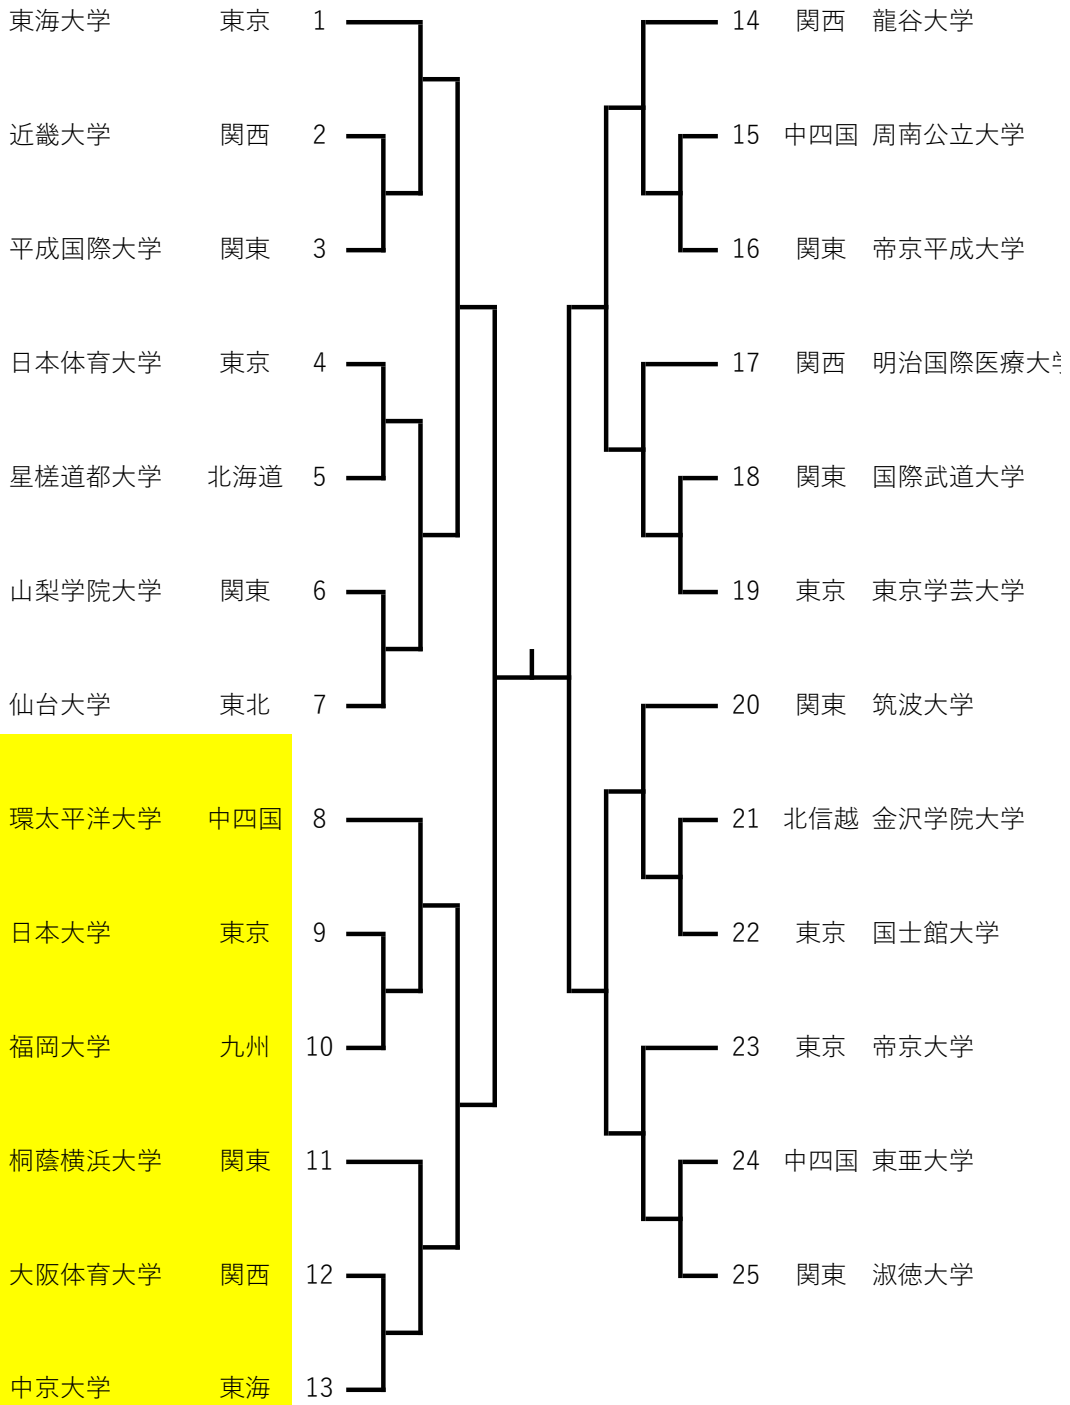 東海大学 東京 1
近畿大学 関西 2
平成国際大学 関東 3
日本体育大学 東京 4
星槎道都大学 北海道 5
山梨学院大学 関東 6
仙台大学 東北 7
環太平洋大学 中四国 8
日本大学 東京 9
福岡大学 九州 10
桐蔭横浜大学 関東 11
大阪体育大学 関西 12
中京大学 東海 13
14 関西 龍谷大学
15 中四国 周南公立大学
16 関東 帝京平成大学
17 関西 明治国際医療大学
18 関東 国際武道大学
19 東京 東京学芸大学
20 関東 筑波大学
21 北信越 金沢学院大学
22 東京 国士館大学
23 東京 帝京大学
24 中四国 東亜大学
25 関東 淑徳大学